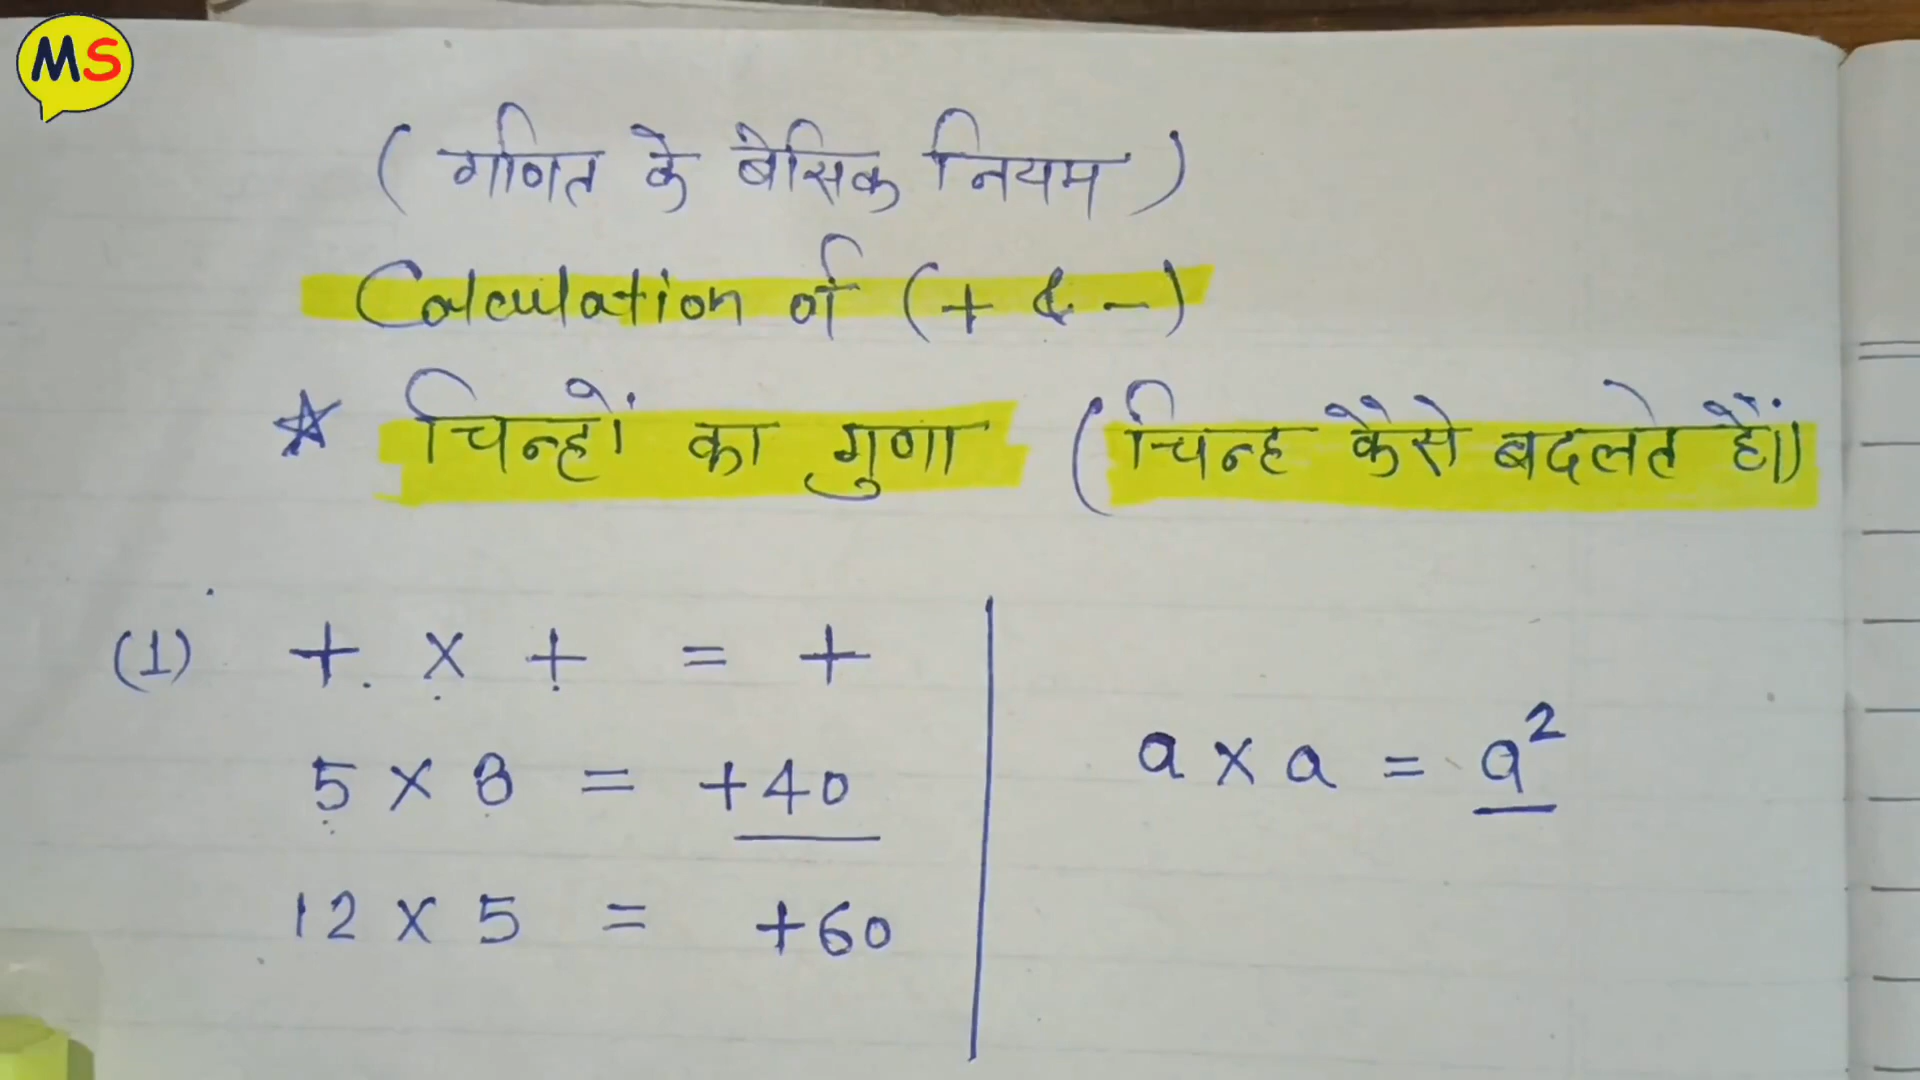 MS
( गणित के बेसिक नियम )
Calculation of (+ & -)
☆ चिन्हों का गुणा (चिन्ह कैसे बदलते हैं।)
(1) + × + = +
5 × 8 = +40
12 × 5 = +60
a × a = a²